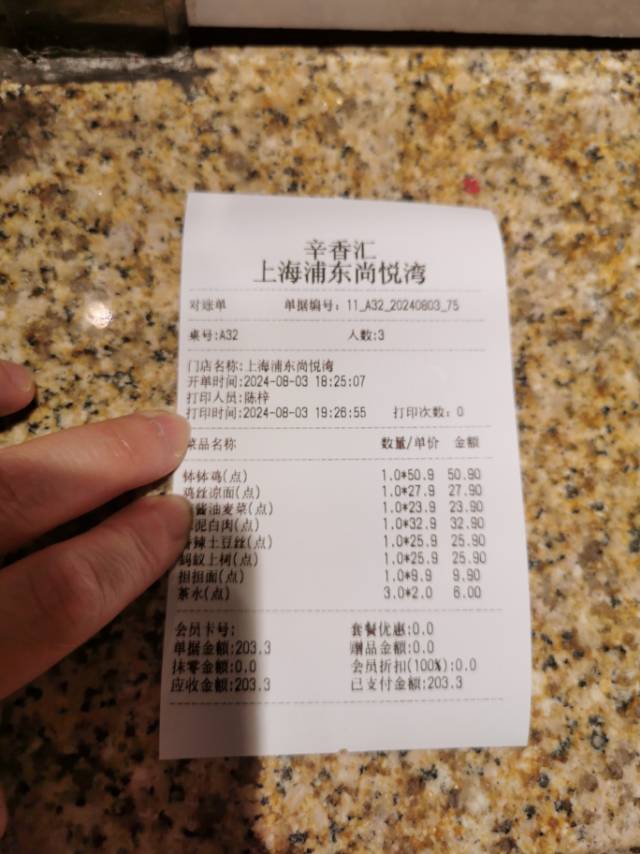 辛香汇
上海浦东尚悦湾
对账单 单据编号：11_A32_20240803_75
桌号:A32 人数:3
门店名称:上海浦东尚悦湾
开单时间:2024-08-03 18:25:07
打印人员:陈梓
打印时间:2024-08-03 19:26:55 打印次数：0
菜品名称 数量/单价 金额
钵钵鸡(点) 1.0*50.9 50.90
鸡丝凉面(点) 1.0*27.9 27.90
酱油麦菜(点) 1.0*23.9 23.90
泥白肉(点) 1.0*32.9 32.90
香辣土豆丝(点) 1.0*25.9 25.90
蚂蚁上树(点) 1.0*25.9 25.90
担担面(点) 1.0*9.9 9.90
茶水(点) 3.0*2.0 6.00
会员卡号: 套餐优惠:0.0
单据金额:203.3 赠品金额:0.0
抹零金额:0.0 会员折扣(100%):0.0
应收金额:203.3 已支付金额:203.3